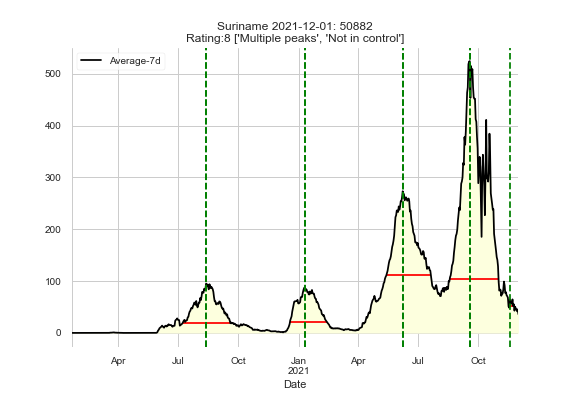 Suriname 2021-12-01: 50882
Rating:8 ['Multiple peaks', 'Not in control']
Average-7d
500
400
300
200
100
0
Apr Jul Oct Jan Apr Jul Oct
2021
Date